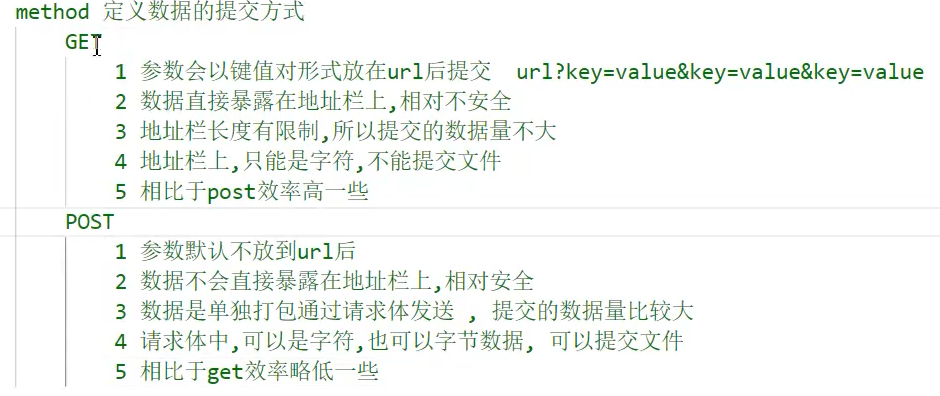 method 定义数据的提交方式
GET
1 参数会以键值对形式放在url后提交 url?key=value&key=value&key=value
2 数据直接暴露在地址栏上,相对不安全
3 地址栏长度有限制,所以提交的数据量不大
4 地址栏上,只能是字符,不能提交文件
5 相比于post效率高一些
POST
1 参数默认不放到url后
2 数据不会直接暴露在地址栏上,相对安全
3 数据是单独打包通过请求体发送 , 提交的数据量比较大
4 请求体中,可以是字符,也可以字节数据, 可以提交文件
5 相比于get效率略低一些